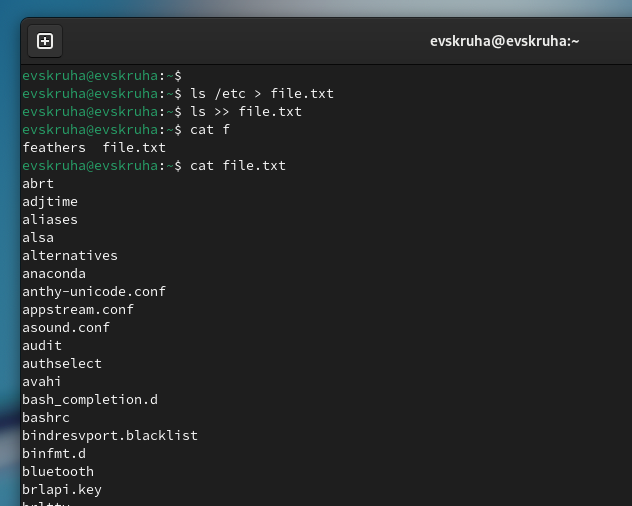 evskruha@evskruha:~
evskruha@evskruha:~$
evskruha@evskruha:~$ ls /etc > file.txt
evskruha@evskruha:~$ ls >> file.txt
evskruha@evskruha:~$ cat f
feathers  file.txt
evskruha@evskruha:~$ cat file.txt
abrt
adjtime
aliases
alsa
alternatives
anaconda
anthy-unicode.conf
appstream.conf
asound.conf
audit
authselect
avahi
bash_completion.d
bashrc
bindresvport.blacklist
binfmt.d
bluetooth
brlapi.key